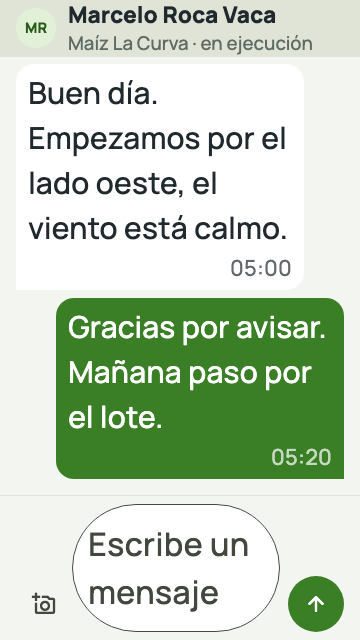 MR
Marcelo Roca Vaca
Maíz La Curva · en ejecución
Buen día.
Empezamos por el
lado oeste, el
viento está calmo.
05:00
Gracias por avisar.
Mañana paso por
el lote.
05:20
Escribe un
mensaje